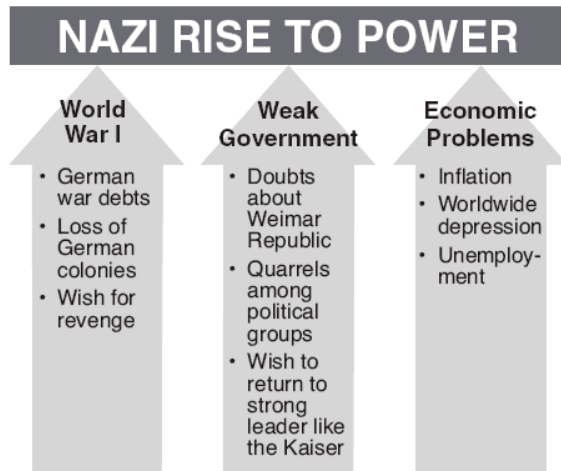 NAZI RISE TO POWER
World
War I
• German
war debts
• Loss of
German
colonies
• Wish for
revenge
Weak
Government
• Doubts
about
Weimar
Republic
• Quarrels
among
political
groups
• Wish to
return to
strong
leader like
the Kaiser
Economic
Problems
• Inflation
• Worldwide
depression
• Unemploy-
ment